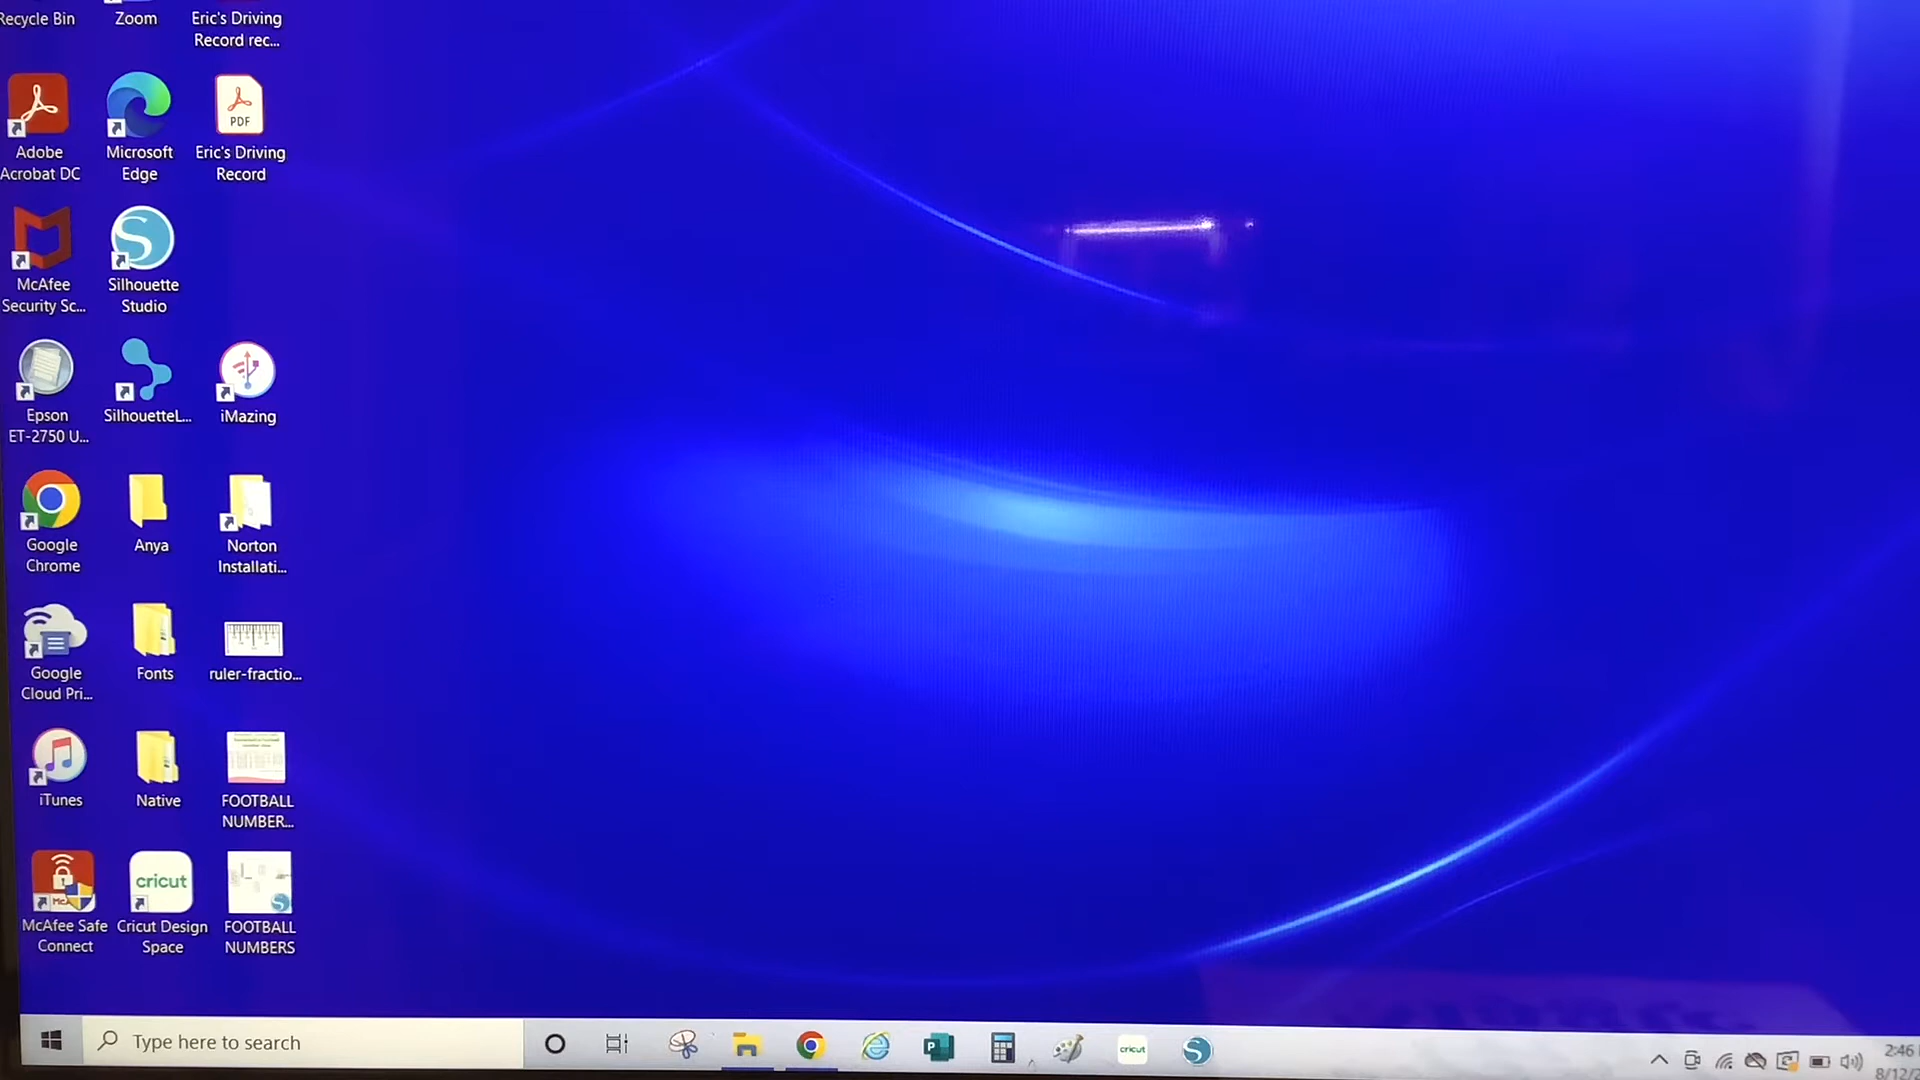 Recycle Bin
Zoom
Eric's Driving
Record rec...
Adobe
Acrobat DC
Microsoft
Edge
PDF
Eric's Driving
Record
McAfee
Security Sc...
Silhouette
Studio
Epson
ET-2750 U...
SilhouetteL...
iMazing
Google
Chrome
Anya
Norton
Installati...
Google
Cloud Pri...
Fonts
ruler-fractio...
iTunes
Native
FOOTBALL
NUMBER...
McAfee Safe
Connect
cricut
Cricut Design
Space
FOOTBALL
NUMBERS
Type here to search
cricut
2:46
8/12/2